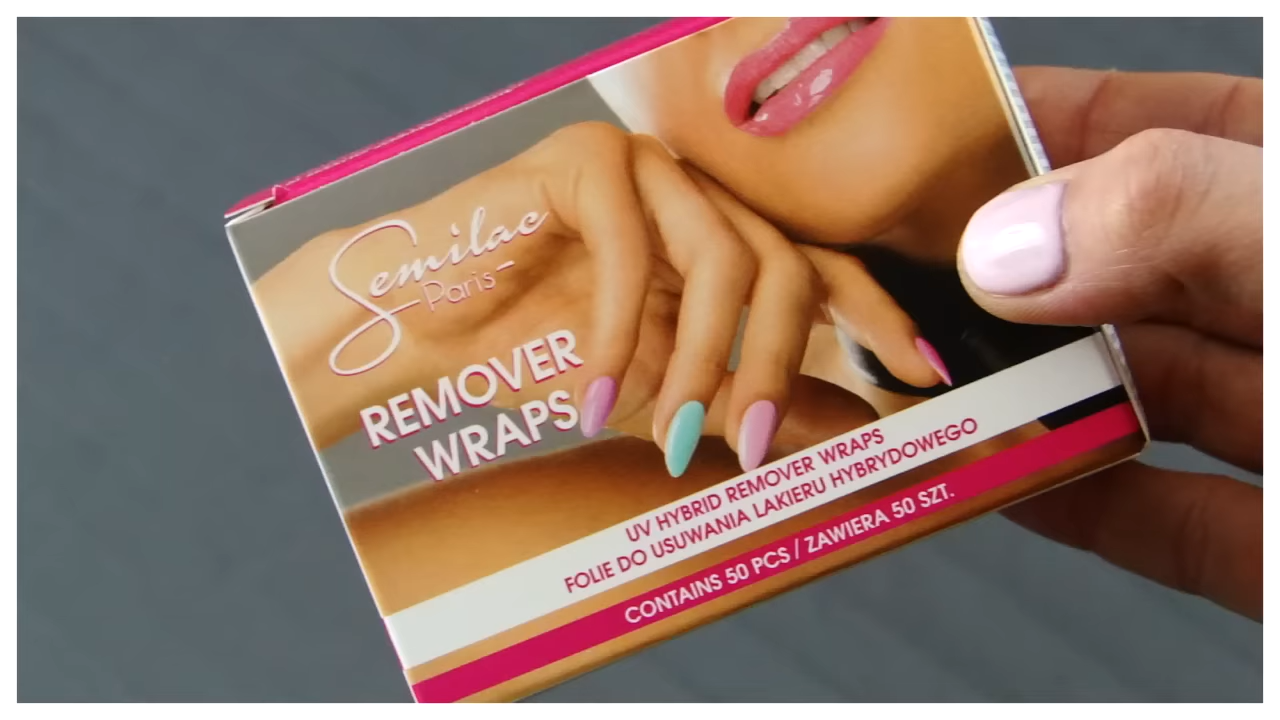 Semilac
Paris
REMOVER
WRAPS
UV HYBRID REMOVER WRAPS
FOLIE DO USUWANIA LAKIERU HYBRYDOWEGO
CONTAINS 50 PCS / ZAWIERA 50 SZT.